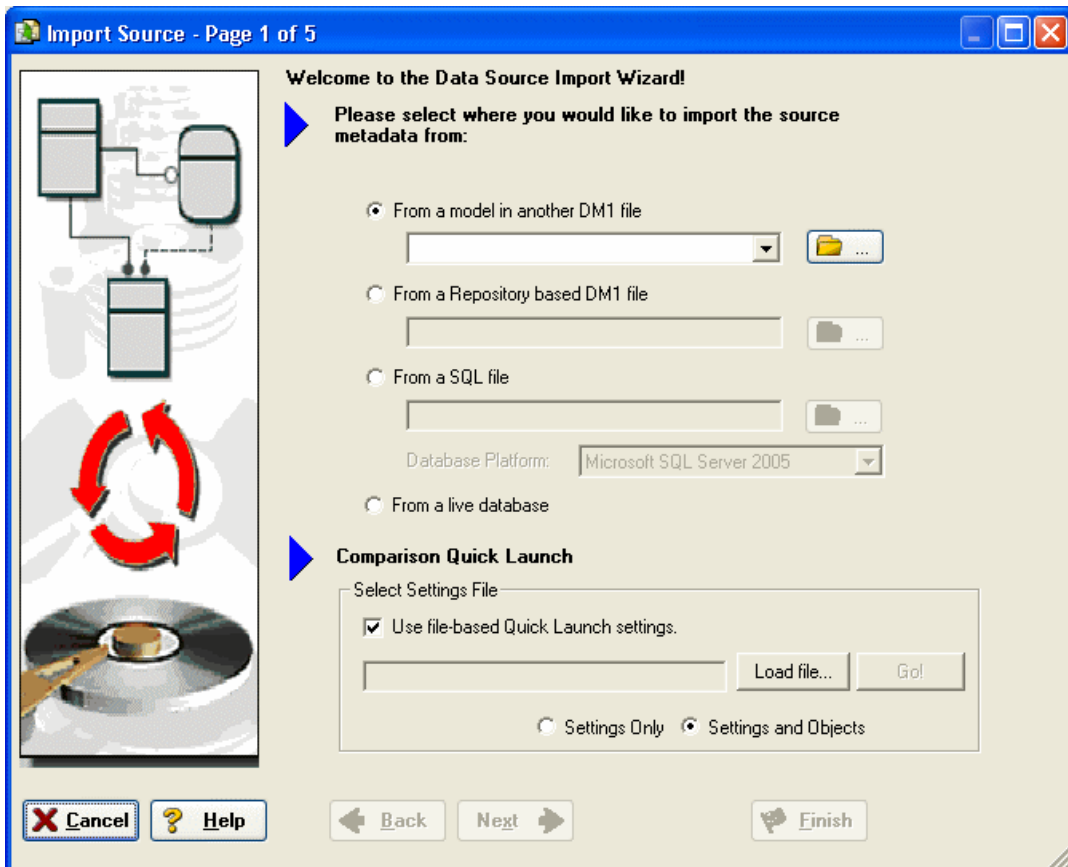 Import Source - Page 1 of 5
Welcome to the Data Source Import Wizard!
Please select where you would like to import the source
metadata from:
From a model in another DM1 file
...
From a Repository based DM1 file
...
From a SQL file
...
Database Platform: Microsoft SQL Server 2005
From a live database
Comparison Quick Launch
Select Settings File
Use file-based Quick Launch settings.
Load file... Go!
Settings Only Settings and Objects
Cancel ? Help Back Next Finish